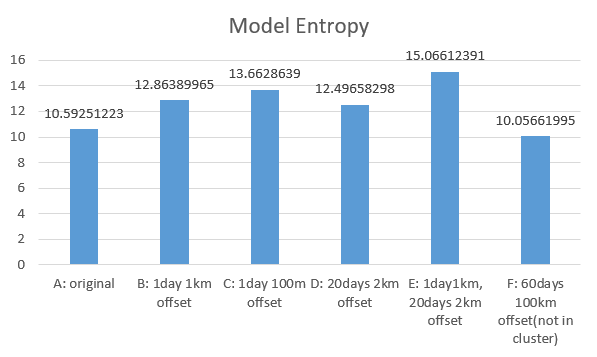 Model Entropy
16
14
12
10
8
6
4
2
0
10.59251223
12.86389965
13.6628639
12.49658298
15.06612391
10.05661995
A: original
B: 1day 1km
offset
C: 1day 100m
offset
D: 20days 2km
offset
E: 1day1km,
20days 2km
offset
F: 60days
100km
offset(not in
cluster)